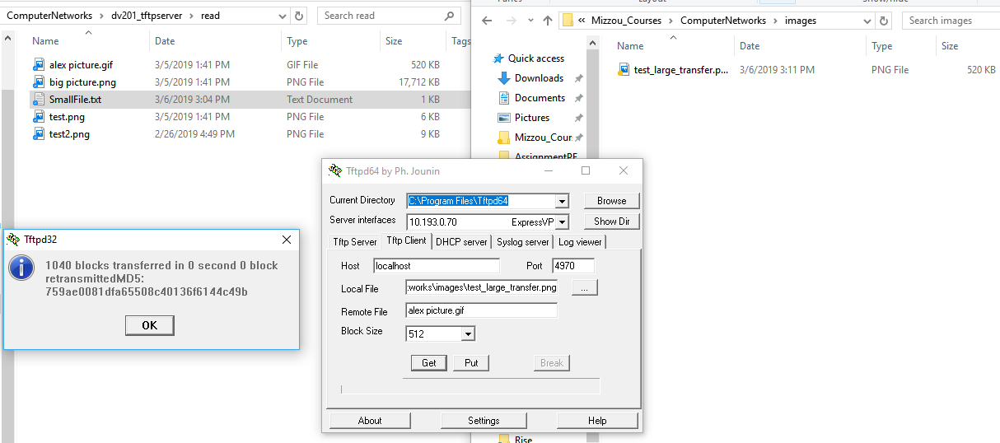 ComputerNetworks > dv201_tftpserver > read
Search read
Name Date Type Size Tags
alex picture.gif 3/5/2019 1:41 PM GIF File 520 KB
big picture.png 3/5/2019 1:41 PM PNG File 17,712 KB
SmallFile.txt 3/6/2019 3:04 PM Text Document 1 KB
test.png 3/5/2019 1:41 PM PNG File 6 KB
test2.png 2/26/2019 4:49 PM PNG File 9 KB
« Mizzou_Courses > ComputerNetworks > images
Search images
Name Date Type Size
Quick access
Downloads
Documents
Pictures
Mizzou_Cour
AssignmentRE
Rise
test_large_transfer.p... 3/6/2019 3:11 PM PNG File 520 KB
Tftpd32
1040 blocks transferred in 0 second 0 block
retransmittedMD5:
759ae0081dfa65508c40136f6144c49b
OK
Tftpd64 by Ph. Jounin
Current Directory C:\Program Files\Tftpd64 Browse
Server interfaces 10.193.0.70 ExpressVP Show Dir
Tftp Server Tftp Client DHCP server Syslog server Log viewer
Host localhost Port 4970
Local File :works\images\test_large_transfer.png ...
Remote File alex picture.gif
Block Size 512
Get Put Break
About Settings Help